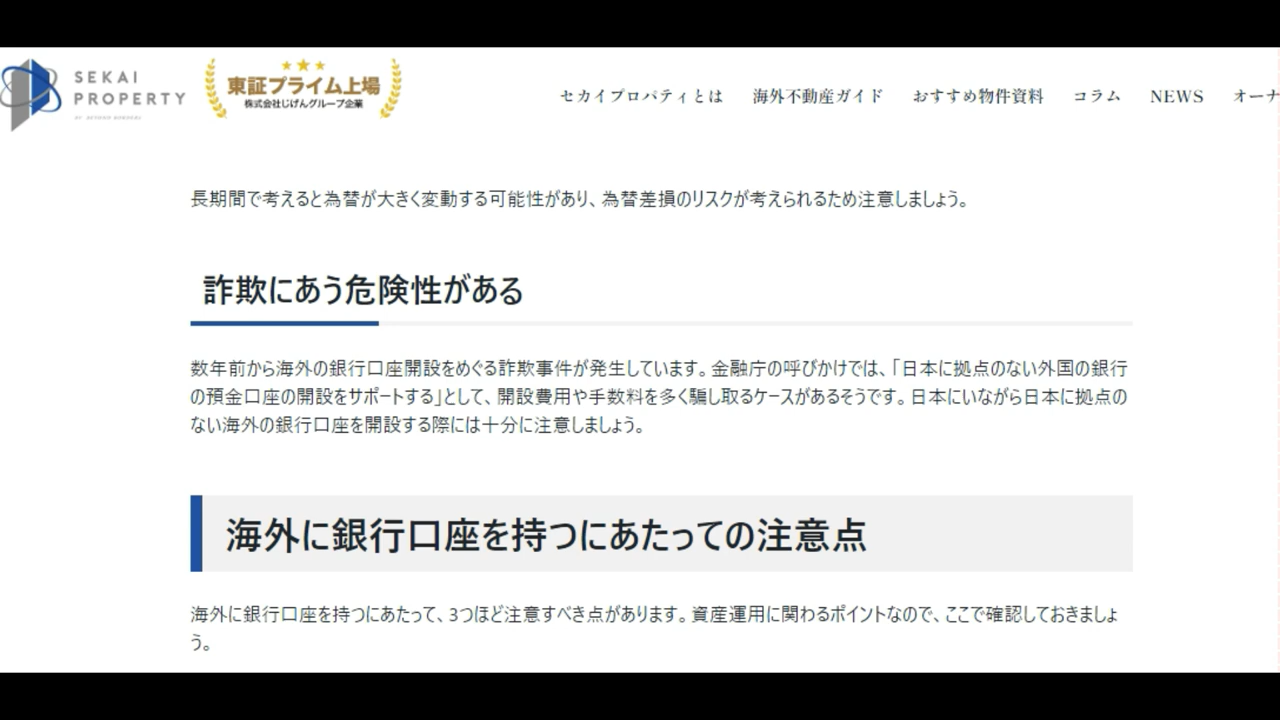 SEKAI
PROPERTY
BY BEYOND BORDERS
東証プライム上場
株式会社じげんグループ企業
セカイプロパティとは 海外不動産ガイド おすすめ物件資料 コラム NEWS オーナ
長期間で考えると為替が大きく変動する可能性があり、為替差損のリスクが考えられるため注意しましょう。
詐欺にあう危険性がある
数年前から海外の銀行口座開設をめぐる詐欺事件が発生しています。金融庁の呼びかけでは、「日本に拠点のない外国の銀行
の預金口座の開設をサポートする」として、開設費用や手数料を多く騙し取るケースがあるそうです。日本にいながら日本に拠点の
ない海外の銀行口座を開設する際には十分に注意しましょう。
海外に銀行口座を持つにあたっての注意点
海外に銀行口座を持つにあたって、3つほど注意すべき点があります。資産運用に関わるポイントなので、ここで確認しておきましょ
う。